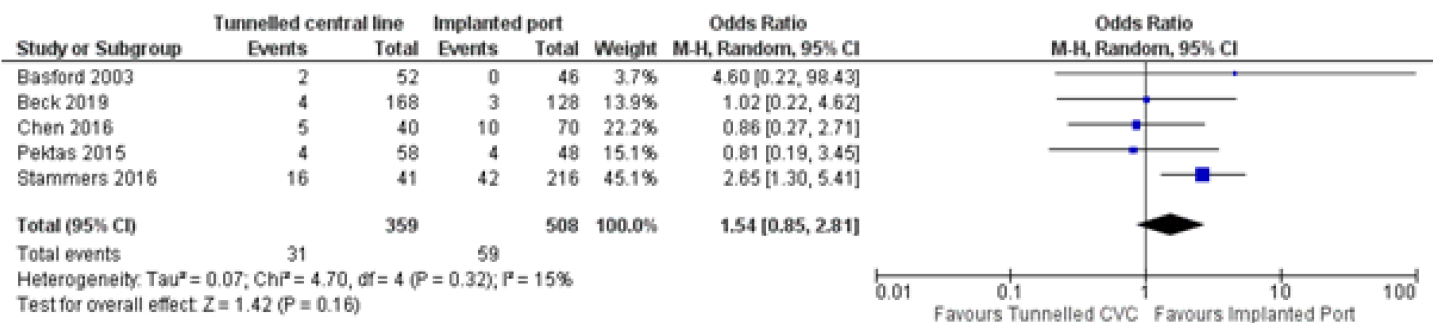 Tunnelled central line Implanted port Odds Ratio Odds Ratio
Study or Subgroup Events Total Events Total Weight M-H, Random, 95% CI M-H, Random, 95% CI
Basford 2003 2 52 0 46 3.7% 4.60 [0.22, 98.43]
Beck 2019 4 168 3 128 13.9% 1.02 [0.22, 4.62]
Chen 2016 5 40 10 70 22.2% 0.86 [0.27, 2.71]
Pektas 2015 4 58 4 48 15.1% 0.81 [0.19, 3.45]
Stammers 2016 16 41 42 216 45.1% 2.65 [1.30, 5.41]
Total (95% CI) 359 508 100.0% 1.54 [0.85, 2.81]
Total events 31 59
Heterogeneity: Tau² = 0.07; Chi² = 4.70, df = 4 (P = 0.32); I² = 15%
Test for overall effect: Z = 1.42 (P = 0.16)
0.01 0.1 1 10 100
Favours Tunnelled CVC Favours Implanted Port